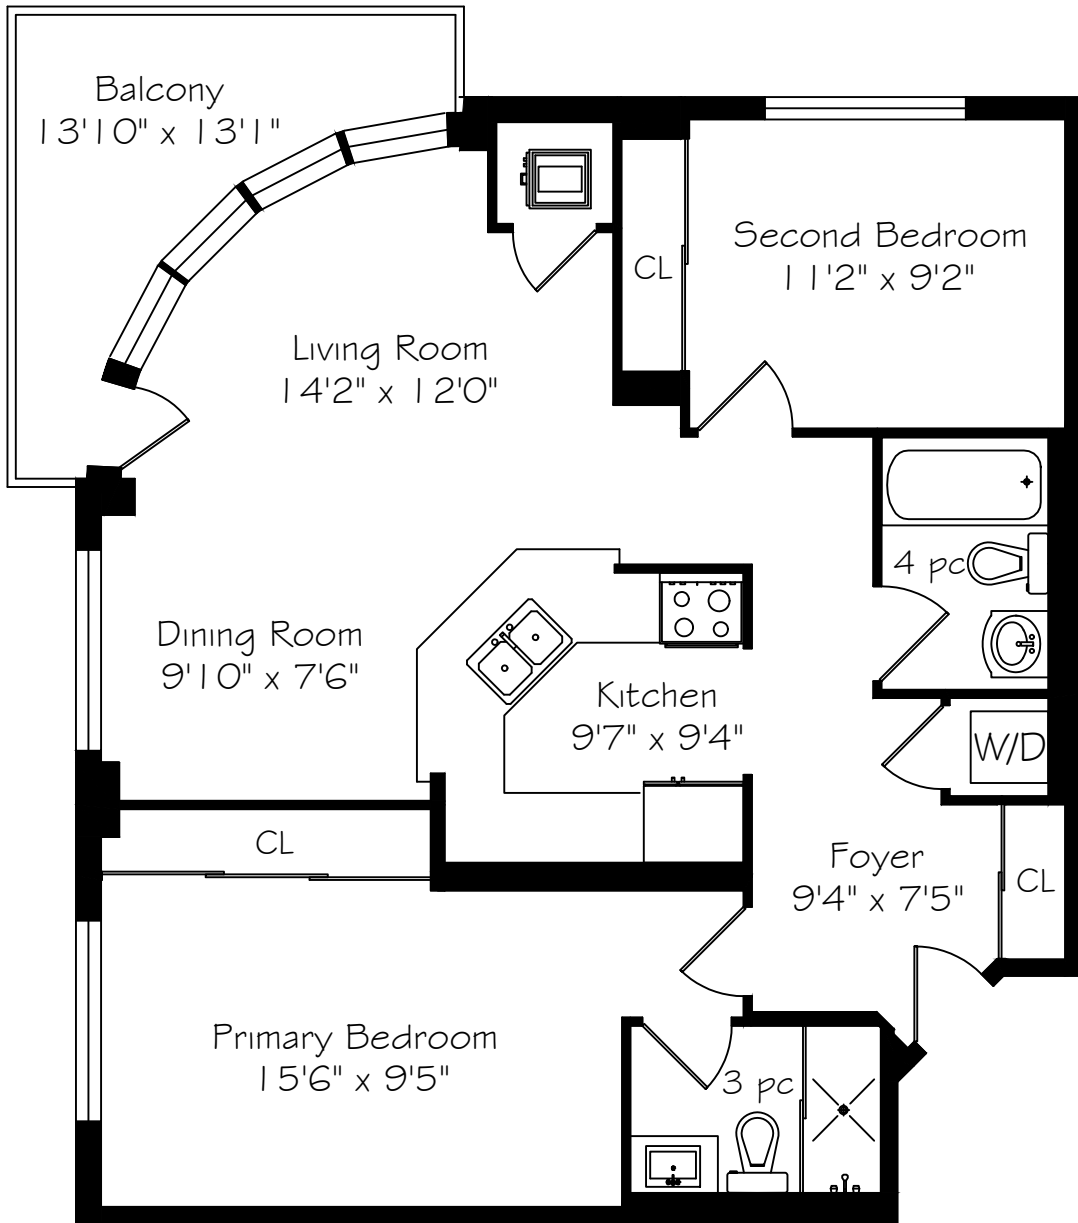 Balcony
13'10" x 13'1"
Second Bedroom
11'2" x 9'2"
CL
Living Room
14'2" x 12'0"
4 pc
Dining Room
9'10" x 7'6"
Kitchen
9'7" x 9'4"
W/D
CL
Foyer
9'4" x 7'5"
CL
Primary Bedroom
15'6" x 9'5"
3 pc